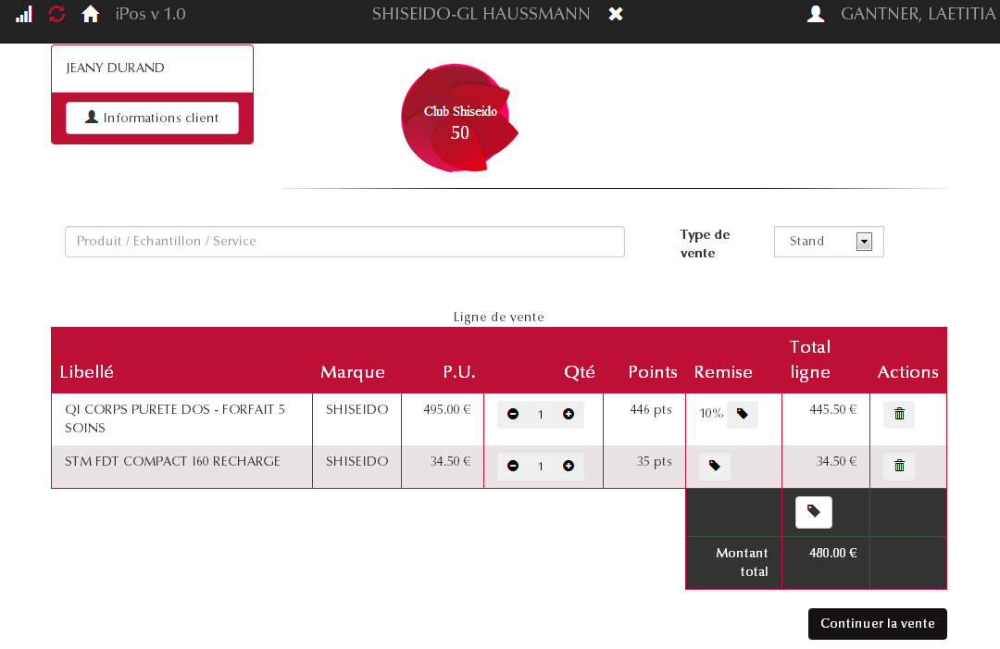 iPos v 1.0 SHISEIDO-GL HAUSSMANN GANTNER, LAETITIA
JEANY DURAND
Informations client
Club Shiseido
50
Produit / Echantillon / Service
Type de
vente
Stand
Ligne de vente
Libellé Marque P.U. Qté Points Remise Total
ligne Actions
QI CORPS PURETE DOS - FORFAIT 5
SOINS
SHISEIDO 495.00 € 1 446 pts 10% 445.50 €
STM FDT COMPACT I60 RECHARGE SHISEIDO 34.50 € 1 35 pts 34.50 €
Montant
total
480.00 €
Continuer la vente